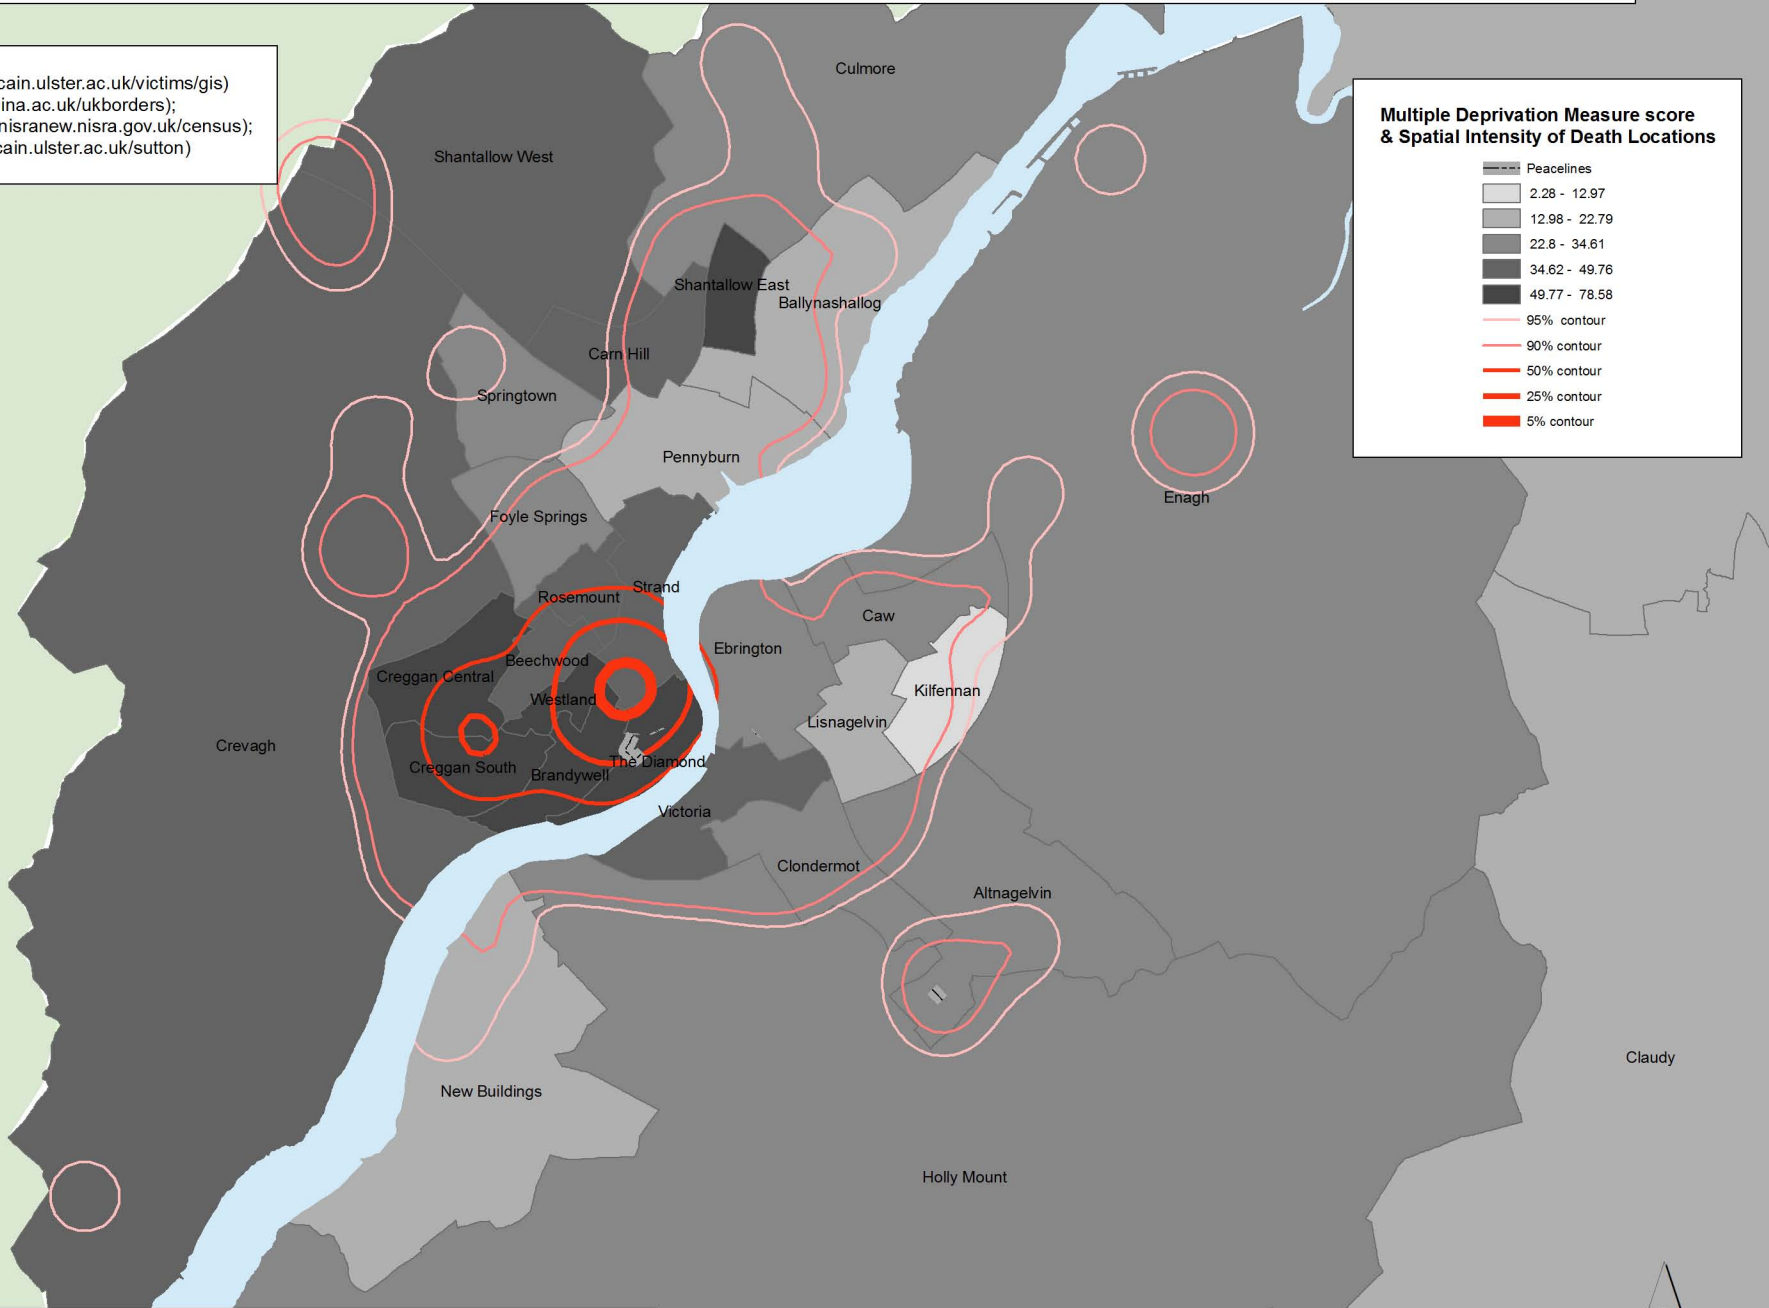 cain.ulster.ac.uk/victims/gis)
ina.ac.uk/ukborders);
nisranew.nisra.gov.uk/census);
cain.ulster.ac.uk/sutton)
Multiple Deprivation Measure score
& Spatial Intensity of Death Locations
Peacelines
2.28 - 12.97
12.98 - 22.79
22.8 - 34.61
34.62 - 49.76
49.77 - 78.58
95% contour
90% contour
50% contour
25% contour
5% contour
Culmore
Shantallow West
Shantallow East
Ballynashallog
Carn Hill
Springtown
Pennyburn
Enagh
Foyle Springs
Strand
Rosemount
Caw
Ebrington
Beechwood
Creggan Central
Westland
Kilfennan
Lisnagelvin
Crevagh
The Diamond
Creggan South
Brandywell
Victoria
Clondermot
Altnagelvin
Claudy
New Buildings
Holly Mount